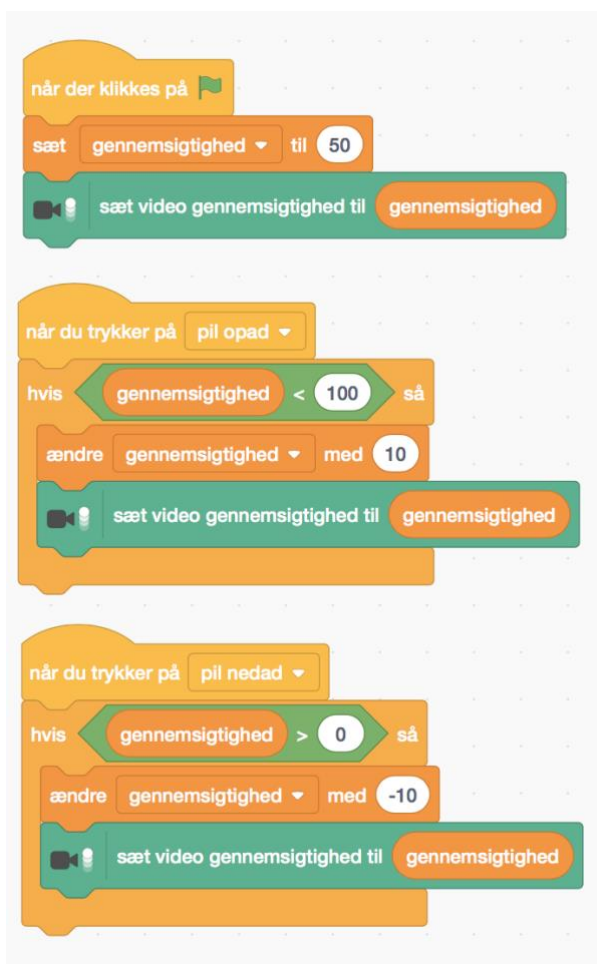 når der klikkes på
sæt gennemsigtighed til 50
sæt video gennemsigtighed til gennemsigtighed
når du trykker på pil opad
hvis gennemsigtighed < 100 så
ændre gennemsigtighed med 10
sæt video gennemsigtighed til gennemsigtighed
når du trykker på pil nedad
hvis gennemsigtighed > 0 så
ændre gennemsigtighed med -10
sæt video gennemsigtighed til gennemsigtighed